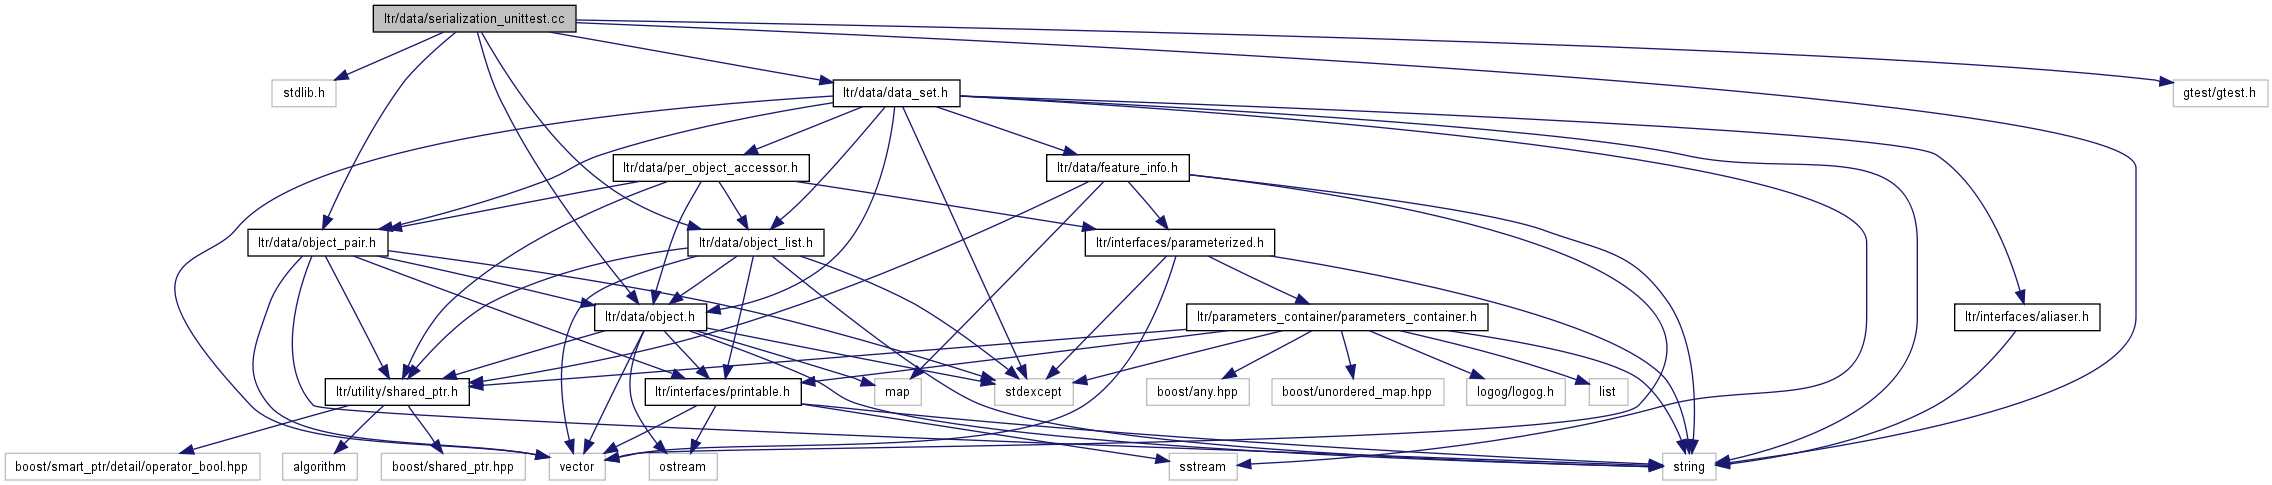 ltr/data/serialization_unittest.cc
stdlib.h
ltr/data/data_set.h
gtest/gtest.h
ltr/data/per_object_accessor.h
ltr/data/feature_info.h
ltr/data/object_pair.h
ltr/data/object_list.h
ltr/interfaces/parameterized.h
ltr/data/object.h
ltr/parameters_container/parameters_container.h
ltr/interfaces/aliaser.h
ltr/utility/shared_ptr.h
ltr/interfaces/printable.h
map
stdexcept
boost/any.hpp
boost/unordered_map.hpp
logog/logog.h
list
boost/smart_ptr/detail/operator_bool.hpp
algorithm
boost/shared_ptr.hpp
vector
ostream
sstream
string